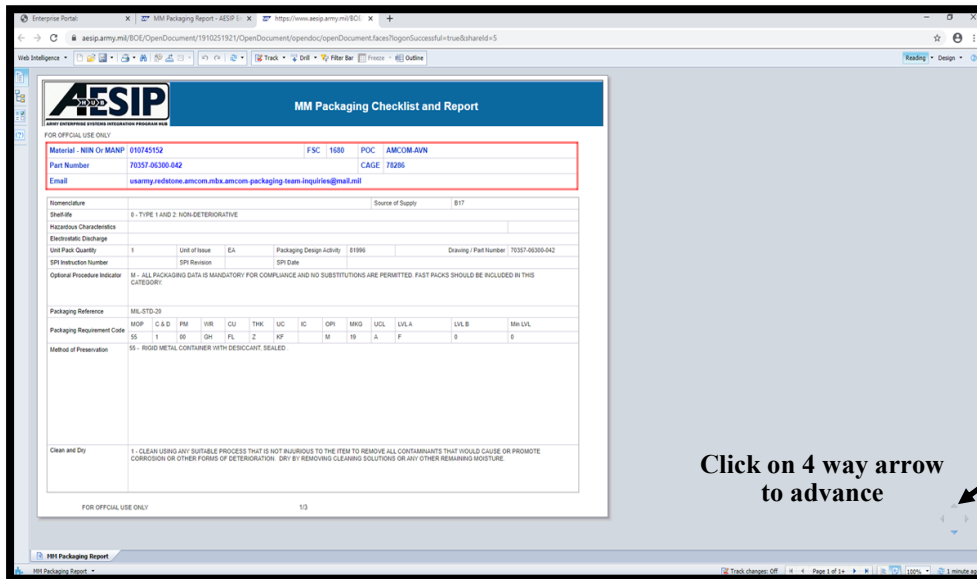 Enterprise Portal: MM Packaging Report - AESIP En https://www.aesip.army.mil/BOE/
aesip.army.mil/BOE/OpenDocument/1910251921/OpenDocument/opendoc/openDocument.faces?logonSuccessful=true&shareId=5
Web Intelligence Track Drill Filter Bar Freeze Outline Reading Design
AESIP
HUB
ARMY ENTERPRISE SYSTEMS INTEGRATION PROGRAM HUB
MM Packaging Checklist and Report
FOR OFFCIAL USE ONLY
Material - NIIN Or MANP 010745152 FSC 1680 POC AMCOM-AVN
Part Number 70357-06300-042 CAGE 78286
Email usarmy.redstone.amcom.mbx.amcom-packaging-team-inquiries@mail.mil
Nomenclature Source of Supply B17
Shelf-life 0 - TYPE 1 AND 2: NON-DETERIORATIVE
Hazardous Characteristics
Electrostatic Discharge
Unit Pack Quantity 1 Unit of Issue EA Packaging Design Activity 81996 Drawing / Part Number 70357-06300-042
SPI Instruction Number SPI Revision SPI Date
Optional Procedure Indicator M - ALL PACKAGING DATA IS MANDATORY FOR COMPLIANCE AND NO SUBSTITUTIONS ARE PERMITTED. FAST PACKS SHOULD BE INCLUDED IN THIS
CATEGORY.
Packaging Reference MIL-STD-20
Packaging Requirement Code MOP C & D PM WR CU THK UC IC OPI MKG UCL LVL A LVL B Min LVL
55 1 00 GH FL Z KF M 19 A F 0 0
Method of Preservation 55 - RIGID METAL CONTAINER WITH DESICCANT, SEALED.
Clean and Dry 1 - CLEAN USING ANY SUITABLE PROCESS THAT IS NOT INJURIOUS TO THE ITEM TO REMOVE ALL CONTAMINANTS THAT WOULD CAUSE OR PROMOTE
CORROSION OR OTHER FORMS OF DETERIORATION. DRY BY REMOVING CLEANING SOLUTIONS OR ANY OTHER REMAINING MOISTURE.
FOR OFFCIAL USE ONLY 1/3
Click on 4 way arrow
to advance
MM Packaging Report
MM Packaging Report Track changes: Off Page 1 of 1+ 100% 1 minute ago